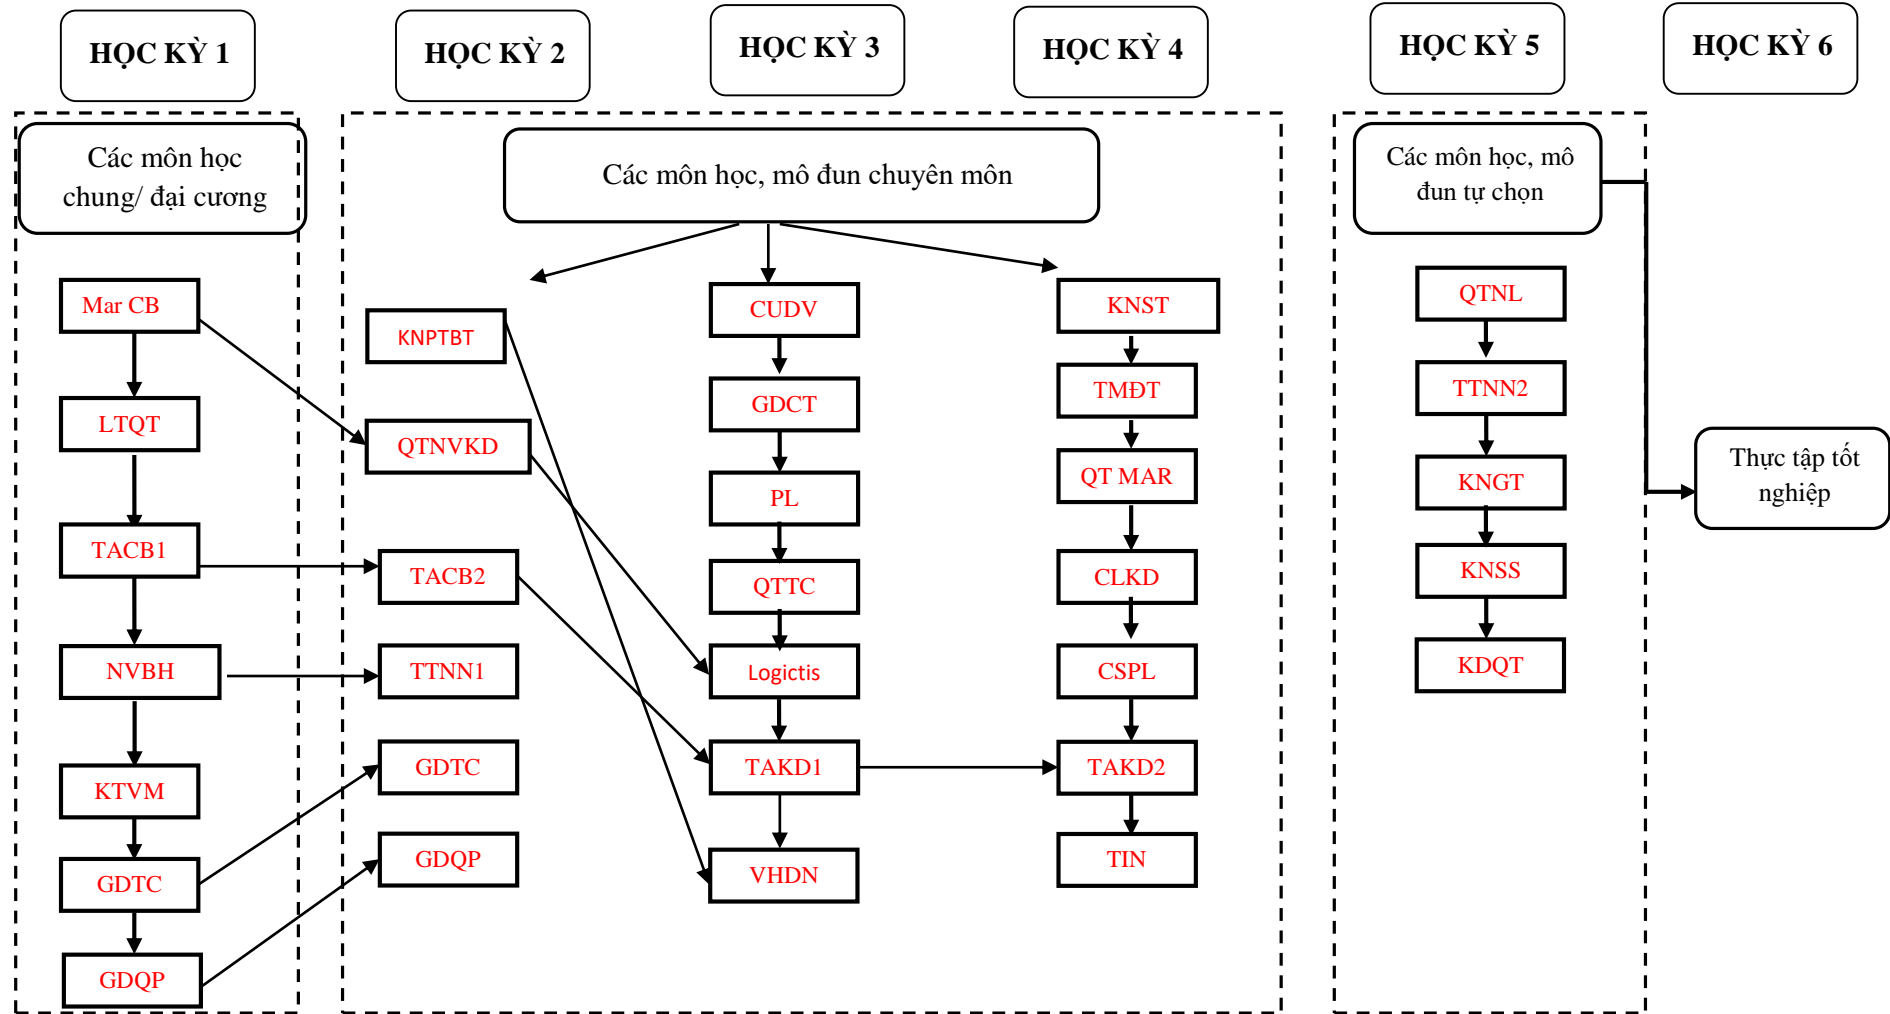 HỌC KỲ 1
HỌC KỲ 2
HỌC KỲ 3
HỌC KỲ 4
HỌC KỲ 5
HỌC KỲ 6
Các môn học
chung/ đại cương
Mar CB
LTQT
TACB1
NVBH
KTVM
GDTC
GDQP
Các môn học, mô đun chuyên môn
KNPTBT
QTNVKD
TACB2
TTNN1
GDTC
GDQP
CUDV
GDCT
PL
QTTC
Logictis
TAKD1
VHDN
KNST
TMĐT
QT MAR
CLKD
CSPL
TAKD2
TIN
Các môn học, mô
đun tự chọn
QTNL
TTNN2
KNGT
KNSS
KDQT
Thực tập tốt
nghiệp